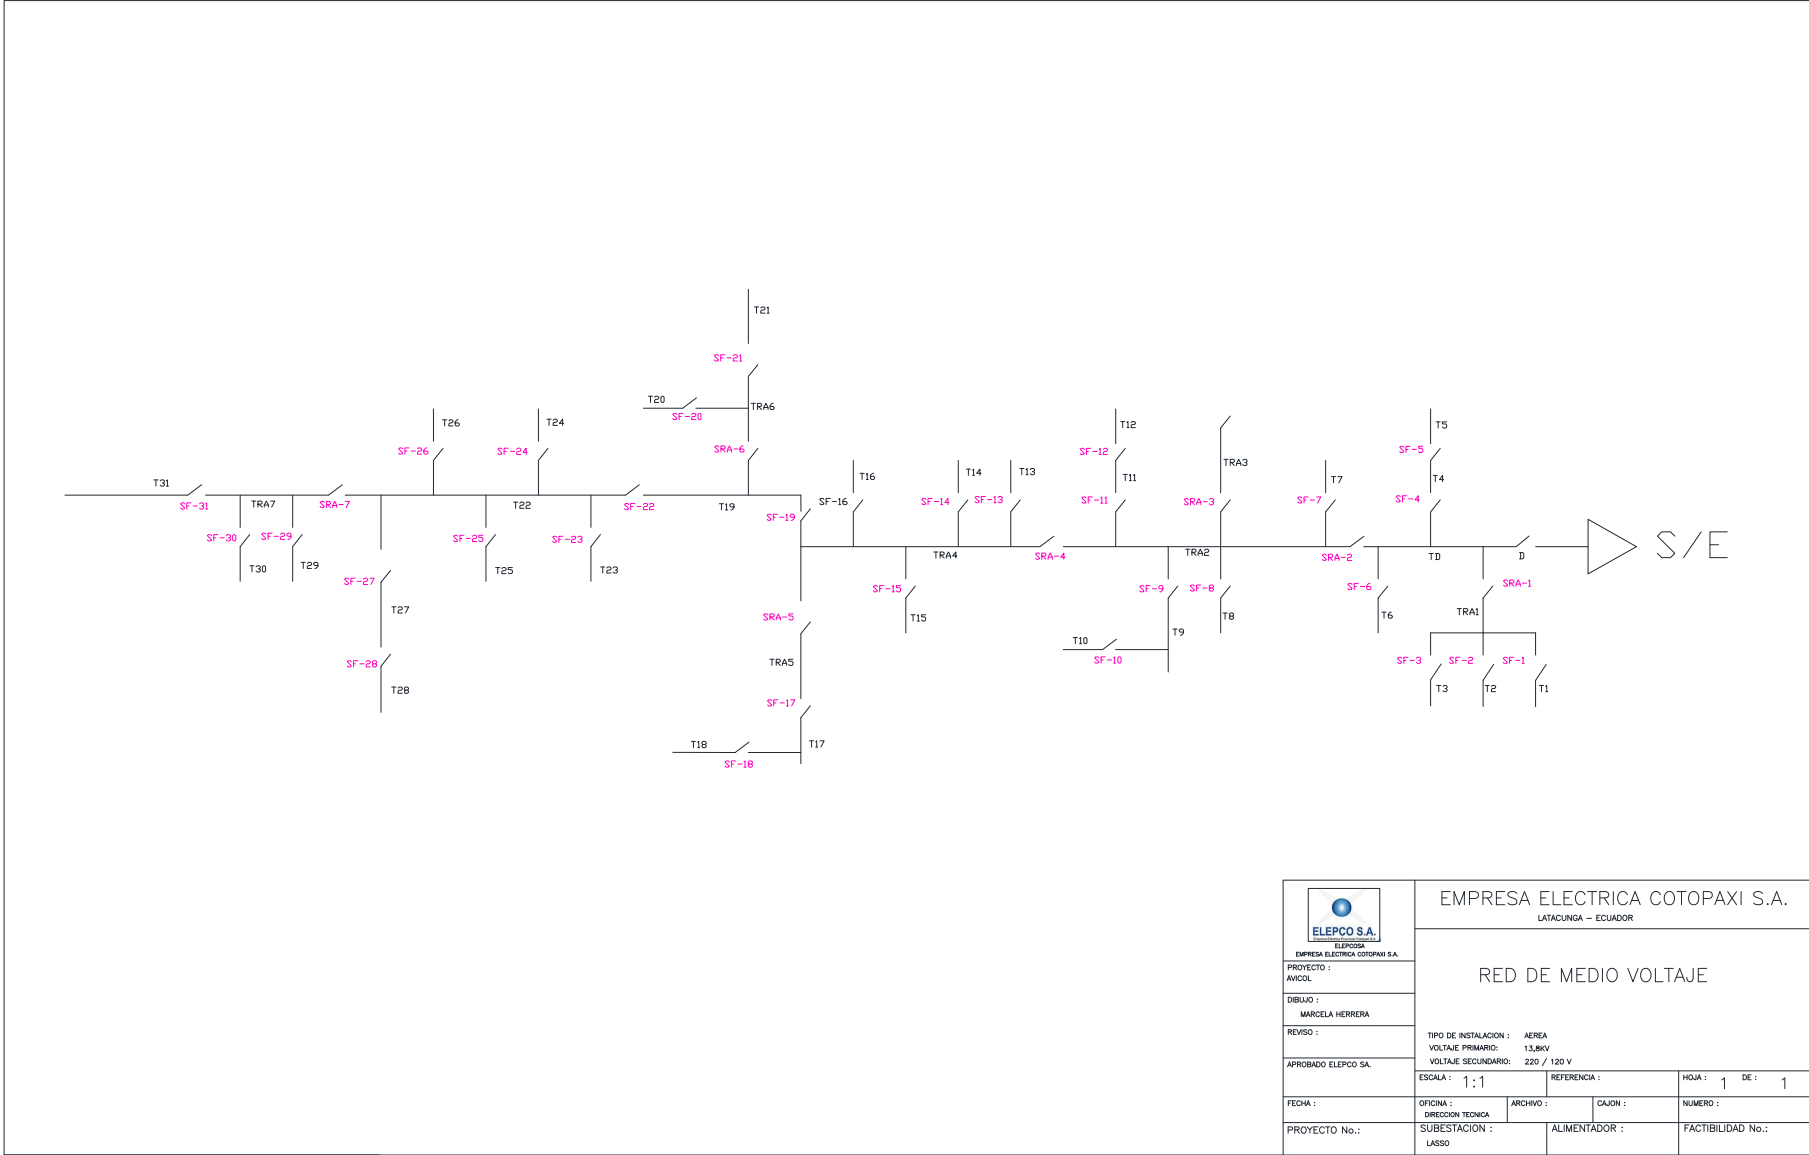 T21
SF-21
T20
SF-20
TRA6
T26
T24
SF-26
SF-24
SRA-6
T12
SF-12
TRA3
T5
SF-5
T31
SF-31
TRA7
SRA-7
T22
SF-22
T19
SF-19
T16
SF-16
T14
T13
SF-14
SF-13
T11
SF-11
SRA-3
T7
SF-7
T4
SF-4
SF-30
SF-29
SF-25
SF-23
TRA4
SRA-4
TRA2
SRA-2
TD
D
S/E
T30
T29
SF-27
T25
T23
SF-15
SF-9
SF-8
SF-6
SRA-1
T27
SRA-5
T15
T9
T8
T6
TRA1
T10
SF-10
SF-28
TRA5
SF-3
SF-2
SF-1
T28
T3
T2
T1
SF-17
T18
T17
SF-18
ELEPCO S.A.
ELEPCOSA
EMPRESA ELECTRICA COTOPAXI S.A.
EMPRESA ELECTRICA COTOPAXI S.A.
LATACUNGA – ECUADOR
PROYECTO :
AVICOL
RED DE MEDIO VOLTAJE
DIBUJO :
MARCELA HERRERA
REVISO :
TIPO DE INSTALACION : AEREA
VOLTAJE PRIMARIO: 13,8KV
VOLTAJE SECUNDARIO: 220 / 120 V
APROBADO ELEPCO SA.
ESCALA : 1:1
REFERENCIA :
HOJA : 1 DE : 1
FECHA :
OFICINA :
DIRECCION TECNICA
ARCHIVO :
CAJON :
NUMERO :
PROYECTO No.:
SUBESTACION :
LASSO
ALIMENTADOR :
FACTIBILIDAD No.: